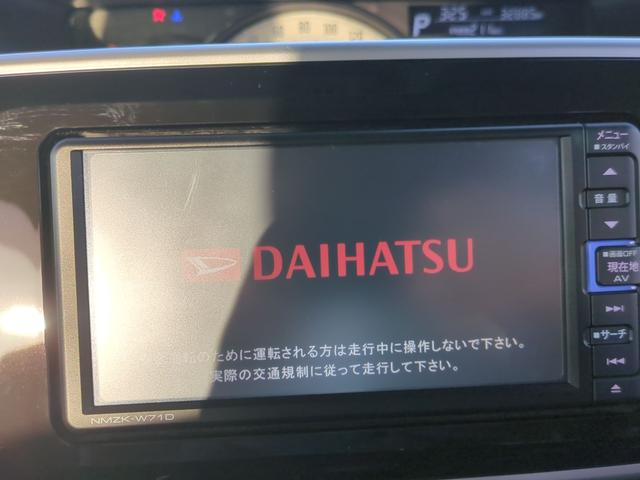 P
メニュー
■スタンバイ
音量
DAIHATSU
■画面OFF
現在地
AV
のために運転される方は走行中に操作しないで下さい。
■サーチ
実際の交通規制に従って走行して下さい。
NMZK-W71D